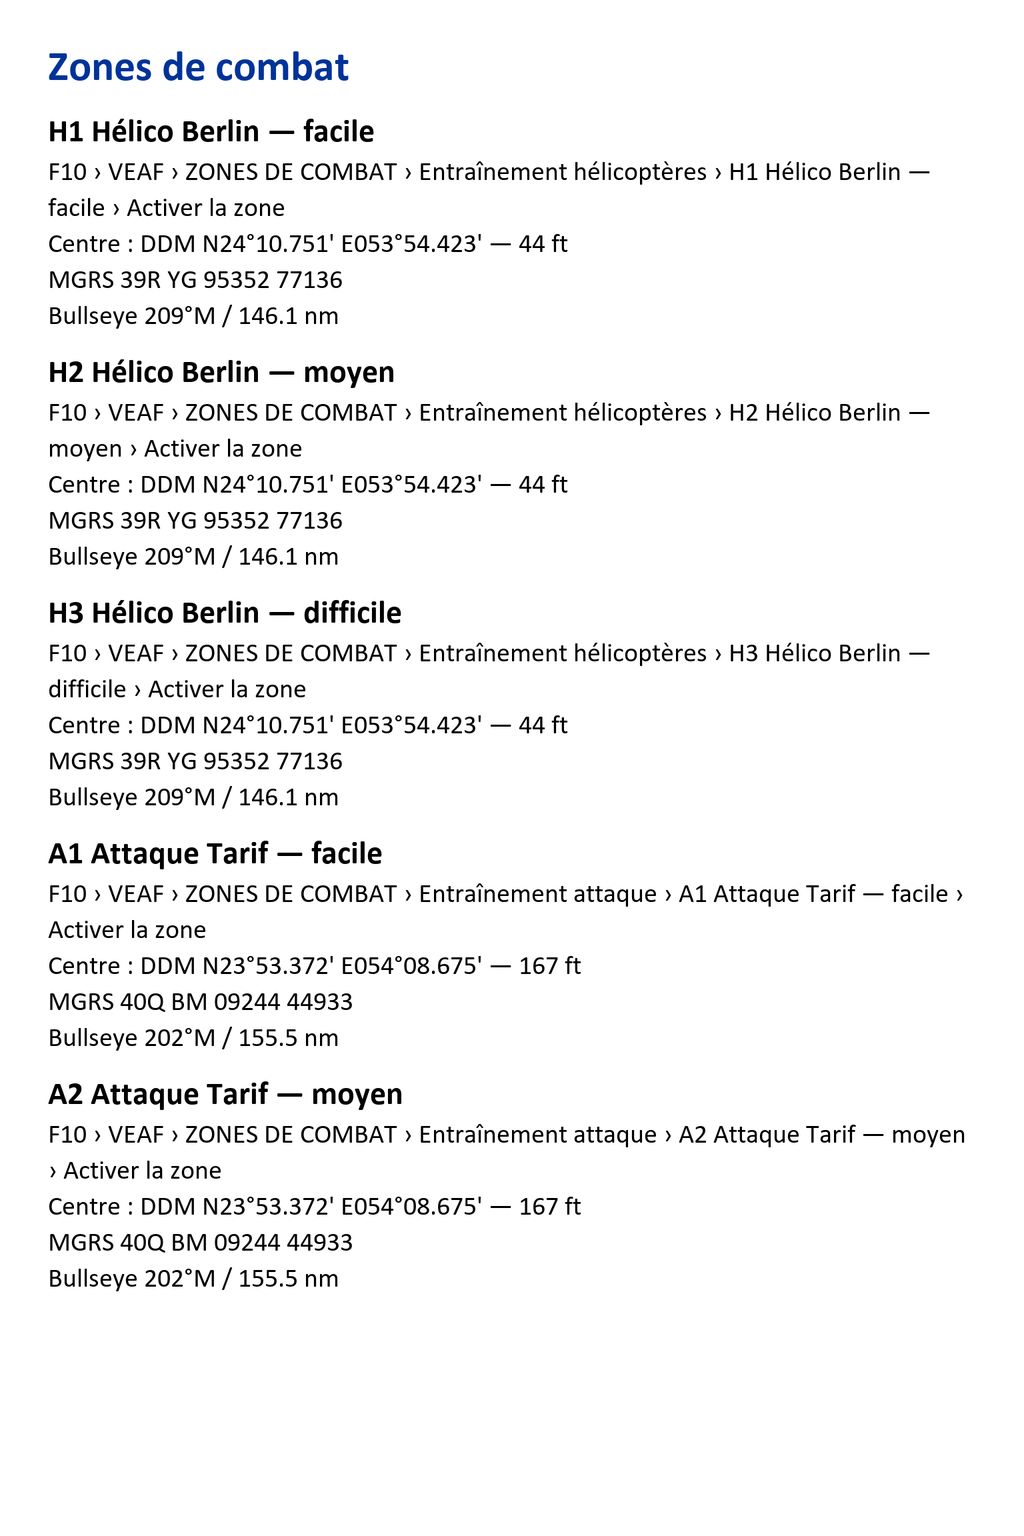 Zones de combat
H1 Hélico Berlin — facile
F10 › VEAF › ZONES DE COMBAT › Entraînement hélicoptères › H1 Hélico Berlin —
facile › Activer la zone
Centre : DDM N24°10.751' E053°54.423' — 44 ft
MGRS 39R YG 95352 77136
Bullseye 209°M / 146.1 nm
H2 Hélico Berlin — moyen
F10 › VEAF › ZONES DE COMBAT › Entraînement hélicoptères › H2 Hélico Berlin —
moyen › Activer la zone
Centre : DDM N24°10.751' E053°54.423' — 44 ft
MGRS 39R YG 95352 77136
Bullseye 209°M / 146.1 nm
H3 Hélico Berlin — difficile
F10 › VEAF › ZONES DE COMBAT › Entraînement hélicoptères › H3 Hélico Berlin —
difficile › Activer la zone
Centre : DDM N24°10.751' E053°54.423' — 44 ft
MGRS 39R YG 95352 77136
Bullseye 209°M / 146.1 nm
A1 Attaque Tarif — facile
F10 › VEAF › ZONES DE COMBAT › Entraînement attaque › A1 Attaque Tarif — facile ›
Activer la zone
Centre : DDM N23°53.372' E054°08.675' — 167 ft
MGRS 40Q BM 09244 44933
Bullseye 202°M / 155.5 nm
A2 Attaque Tarif — moyen
F10 › VEAF › ZONES DE COMBAT › Entraînement attaque › A2 Attaque Tarif — moyen
› Activer la zone
Centre : DDM N23°53.372' E054°08.675' — 167 ft
MGRS 40Q BM 09244 44933
Bullseye 202°M / 155.5 nm